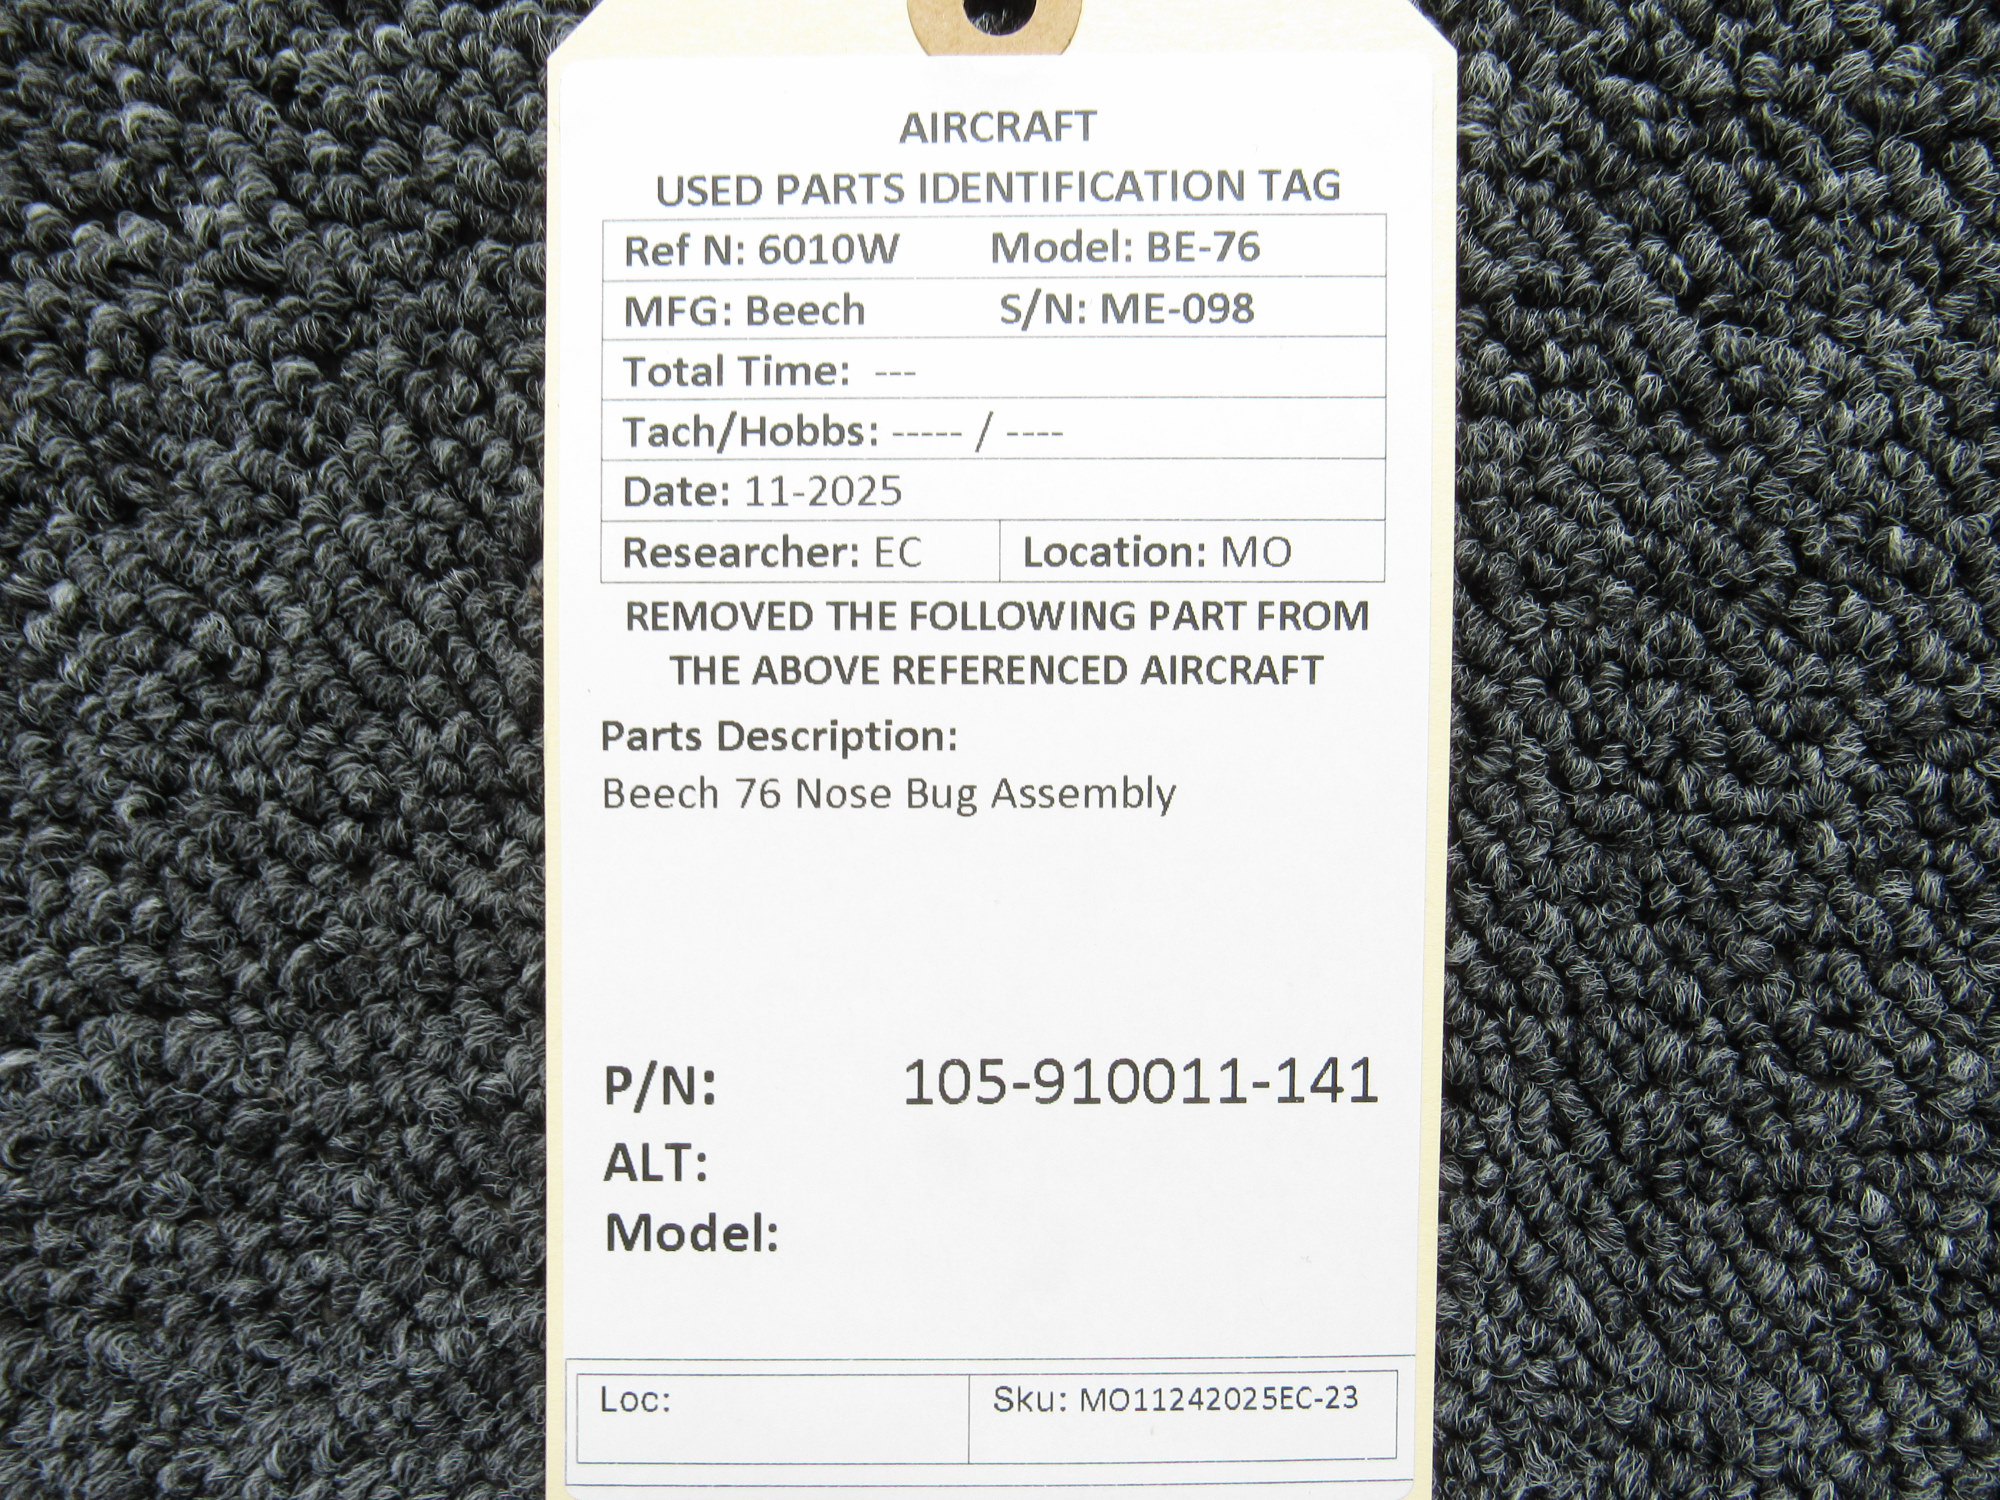 AIRCRAFT
USED PARTS IDENTIFICATION TAG
Ref N: 6010W Model: BE-76
MFG: Beech S/N: ME-098
Total Time: ---
Tach/Hobbs: ----- / ----
Date: 11-2025
Researcher: EC Location: MO
REMOVED THE FOLLOWING PART FROM
THE ABOVE REFERENCED AIRCRAFT
Parts Description:
Beech 76 Nose Bug Assembly
P/N: 105-910011-141
ALT:
Model:
Loc: Sku: MO11242025EC-23